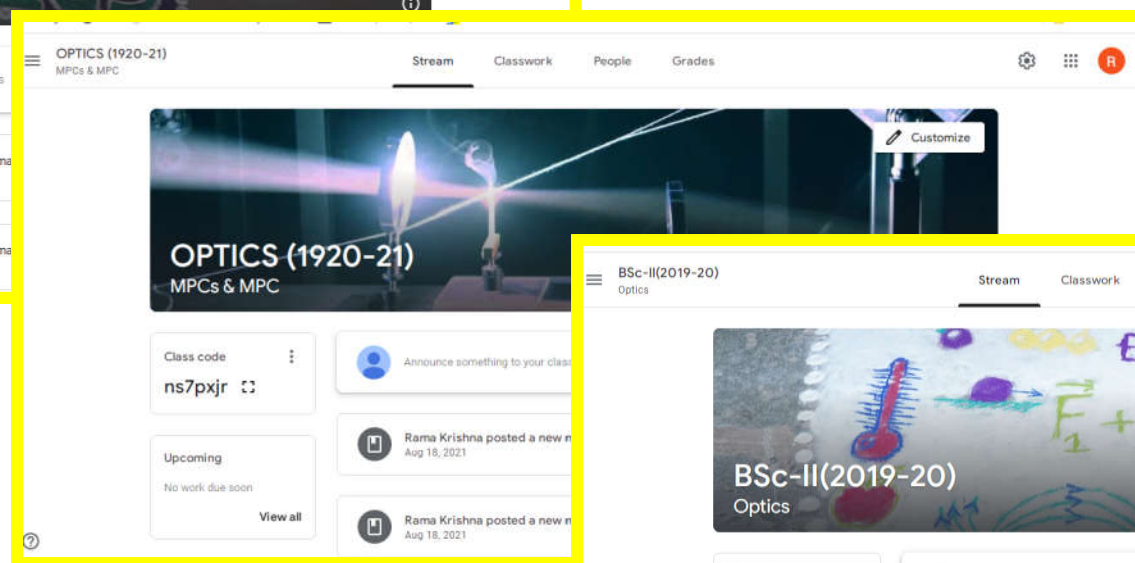 OPTICS (1920-21)
MPCs & MPC
Stream Classwork People Grades
R
Customize
OPTICS (1920-21)
MPCs & MPC
Class code
ns7pxjr
Announce something to your class
Upcoming
No work due soon
View all
Rama Krishna posted a new
Aug 18, 2021
Rama Krishna posted a new
Aug 18, 2021
BSc-II(2019-20)
Optics
Stream Classwork
F₁ +
BSc-II(2019-20)
Optics